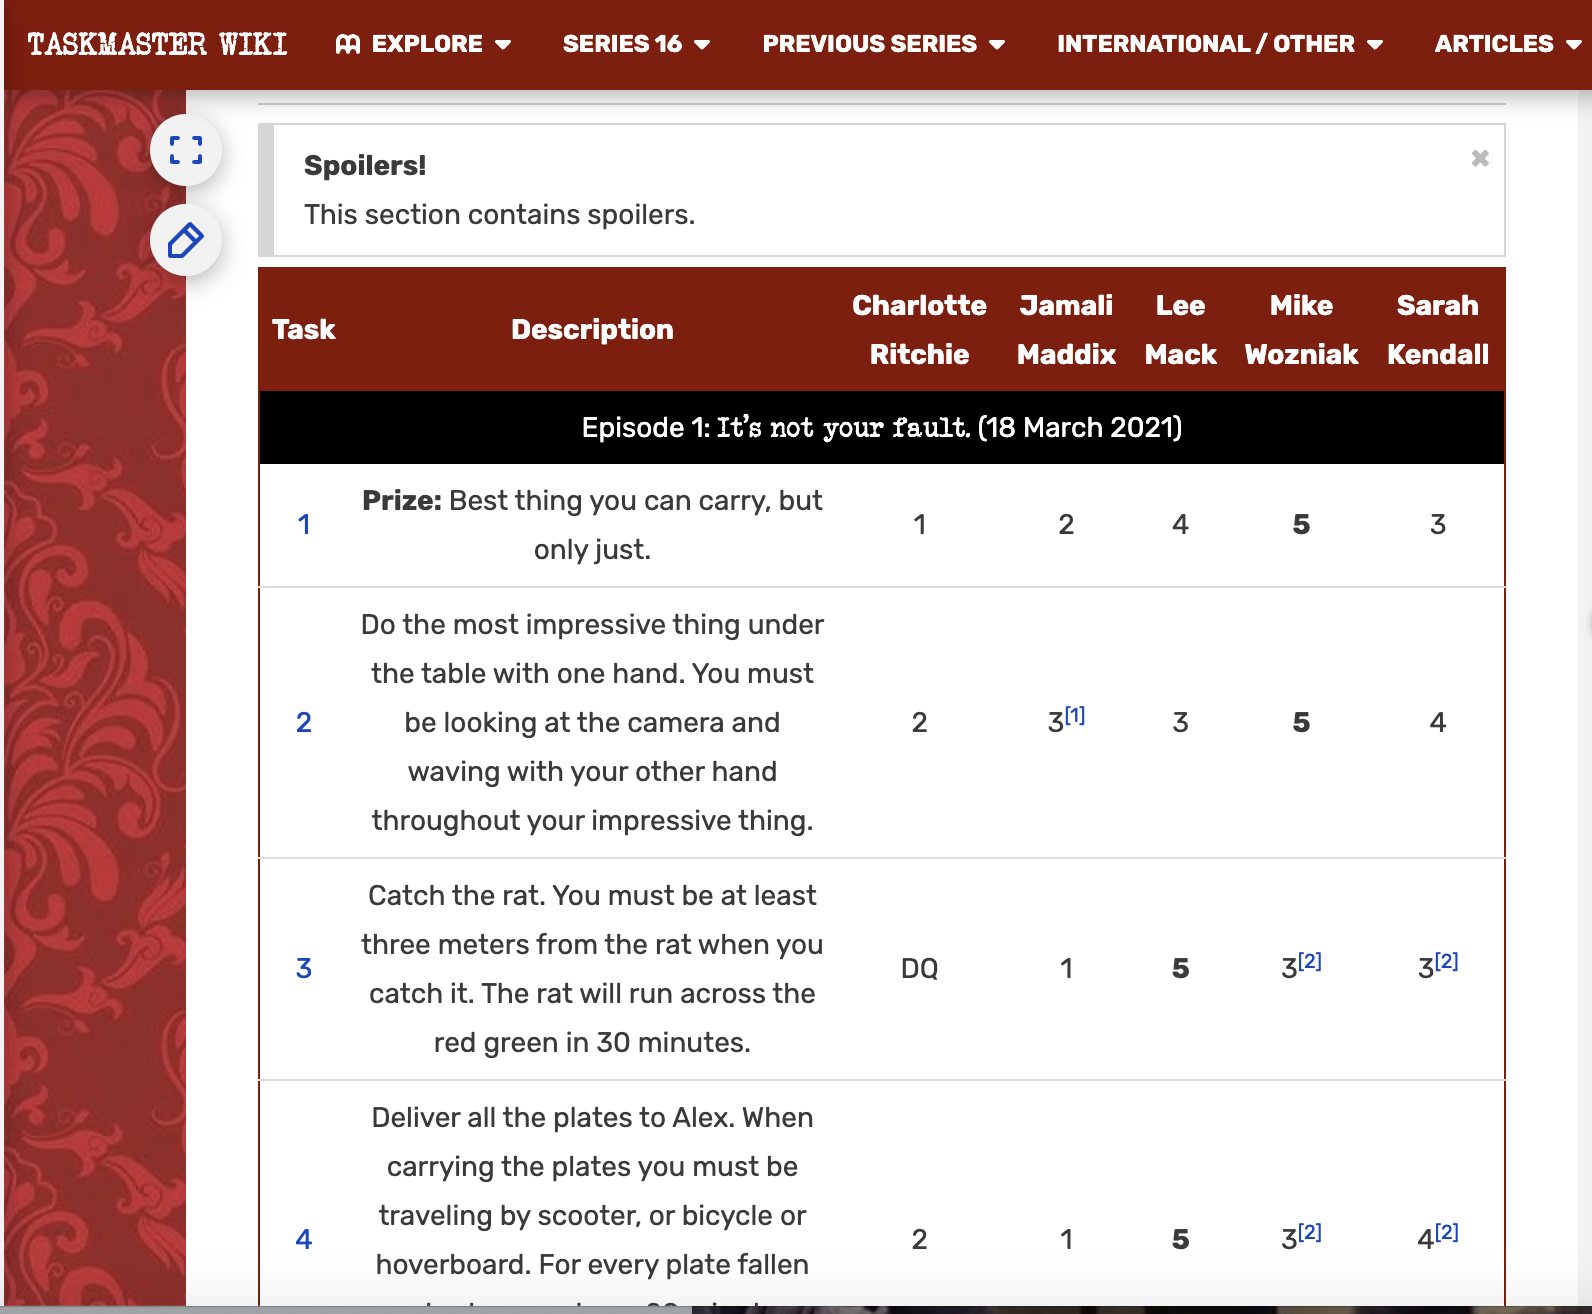 TASKMASTER WIKI EXPLORE SERIES 16 PREVIOUS SERIES INTERNATIONAL / OTHER ARTICLES
Spoilers!
This section contains spoilers.
Task Description Charlotte Ritchie Jamali Maddix Lee Mack Mike Wozniak Sarah Kendall
Episode 1: It's not your fault. (18 March 2021)
1 Prize: Best thing you can carry, but 1 2 4 5 3
only just.
Do the most impressive thing under
the table with one hand. You must
2 be looking at the camera and 2 3[1] 3 5 4
waving with your other hand
throughout your impressive thing.
Catch the rat. You must be at least
three meters from the rat when you
3 catch it. The rat will run across the DQ 1 5 3[2] 3[2]
red green in 30 minutes.
Deliver all the plates to Alex. When
carrying the plates you must be
traveling by scooter, or bicycle or
4 hoverboard. For every plate fallen 2 1 5 3[2] 4[2]